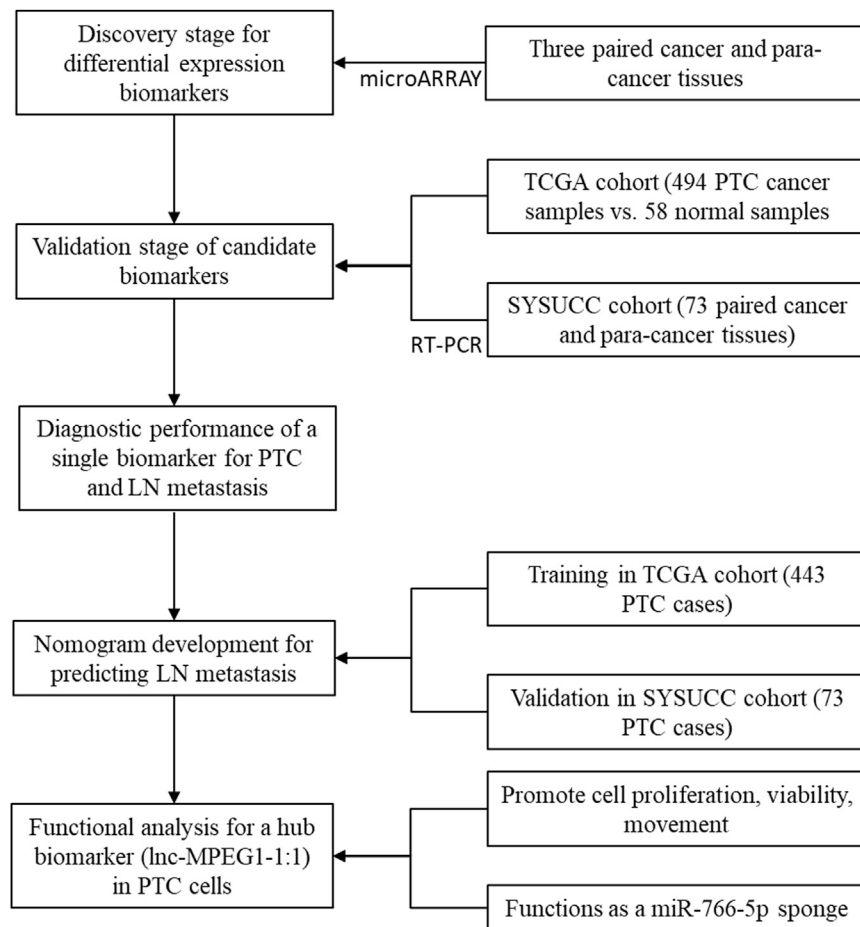 Discovery stage for
differential expression
biomarkers
microARRAY
Three paired cancer and para-
cancer tissues
TCGA cohort (494 PTC cancer
samples vs. 58 normal samples
Validation stage of candidate
biomarkers
SYSUCC cohort (73 paired cancer
and para-cancer tissues)
RT-PCR
Diagnostic performance of a
single biomarker for PTC
and LN metastasis
Training in TCGA cohort (443
PTC cases)
Nomogram development for
predicting LN metastasis
Validation in SYSUCC cohort (73
PTC cases)
Promote cell proliferation, viability,
movement
Functional analysis for a hub
biomarker (lnc-MPEG1-1:1)
in PTC cells
Functions as a miR-766-5p sponge